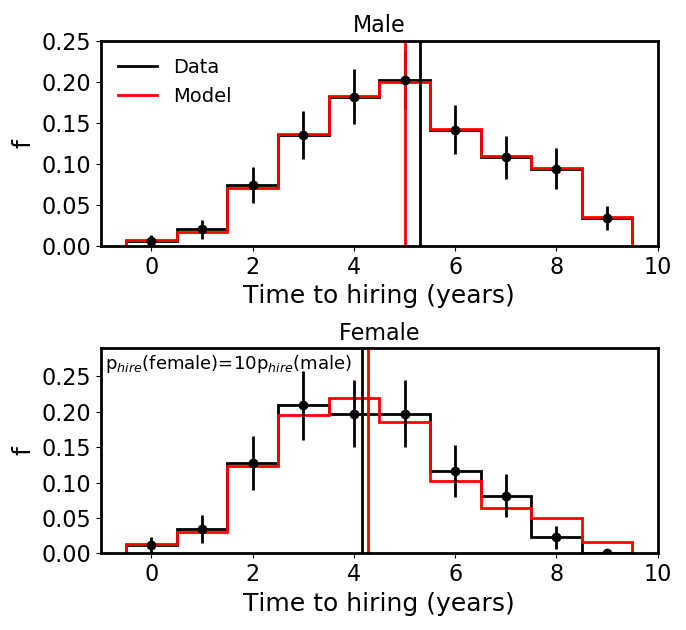 Male
0.25
0.20
0.15
0.10
0.05
0.00
f
Data
Model
0 2 4 6 8 10
Time to hiring (years)
Female
p_hire(female)=10p_hire(male)
0.25
0.20
0.15
0.10
0.05
0.00
f
0 2 4 6 8 10
Time to hiring (years)